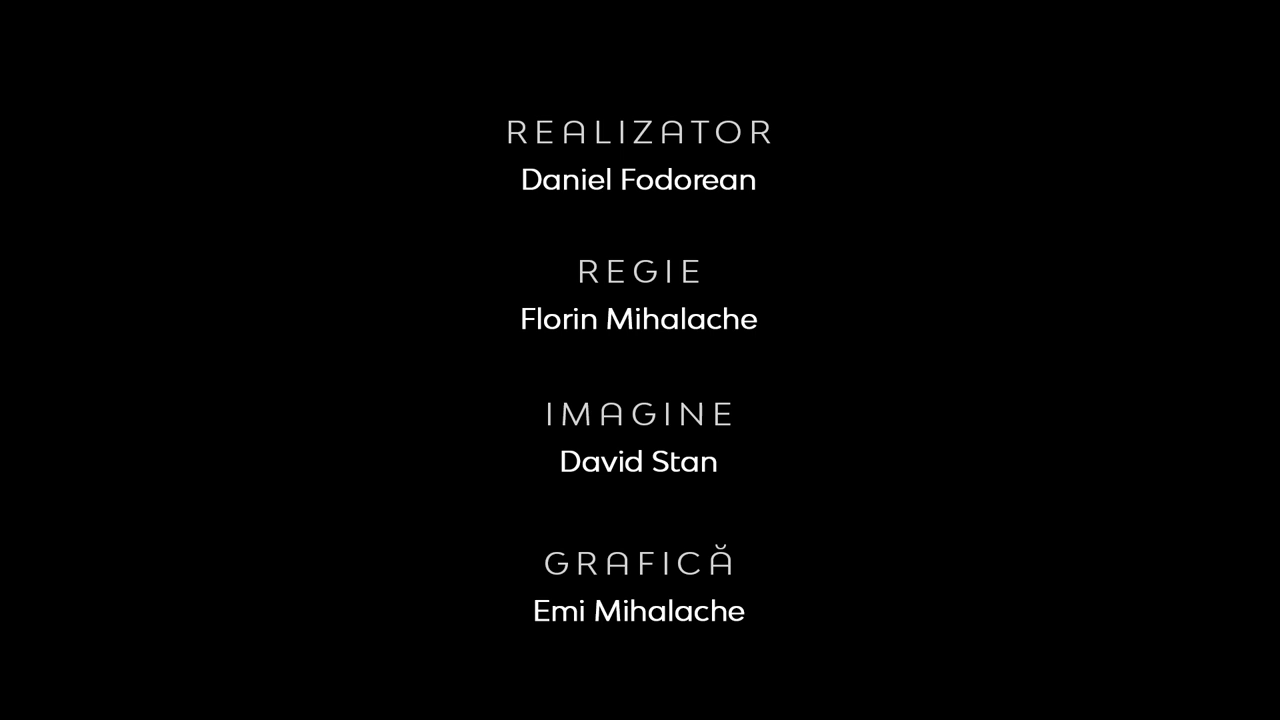 REALIZATOR
Daniel Fodorean
REGIE
Florin Mihalache
IMAGINE
David Stan
GRAFICĂ
Emi Mihalache